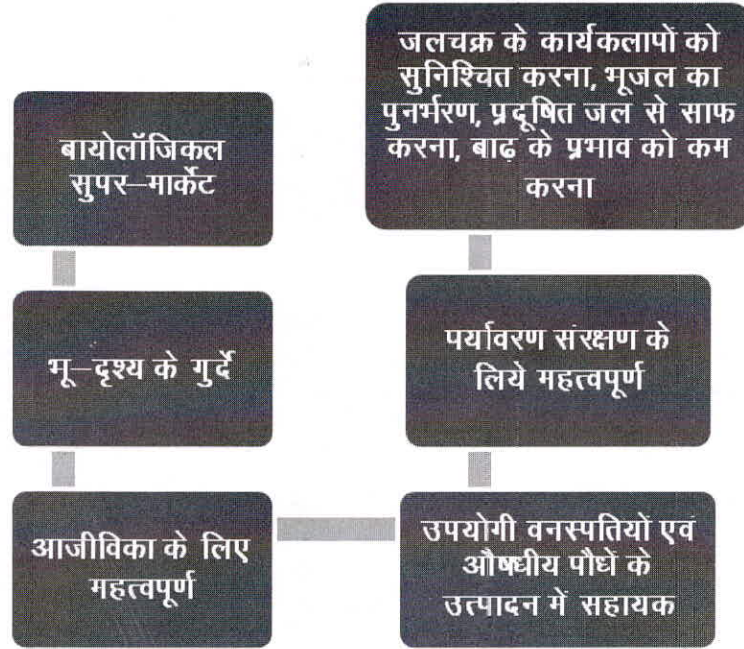 बायोलॉजिकल
सुपर–मार्केट
भू–दृश्य के गुर्दे
आजीविका के लिए
महत्वपूर्ण
उपयोगी वनस्पतियों एवं
औषधीय पौधे के
उत्पादन में सहायक
पर्यावरण संरक्षण के
लिये महत्वपूर्ण
जलचक्र के कार्यकलापों को
सुनिश्चित करना, भूजल का
पुनर्भरण, प्रदूषित जल से साफ
करना, बाढ़ के प्रभाव को कम
करना